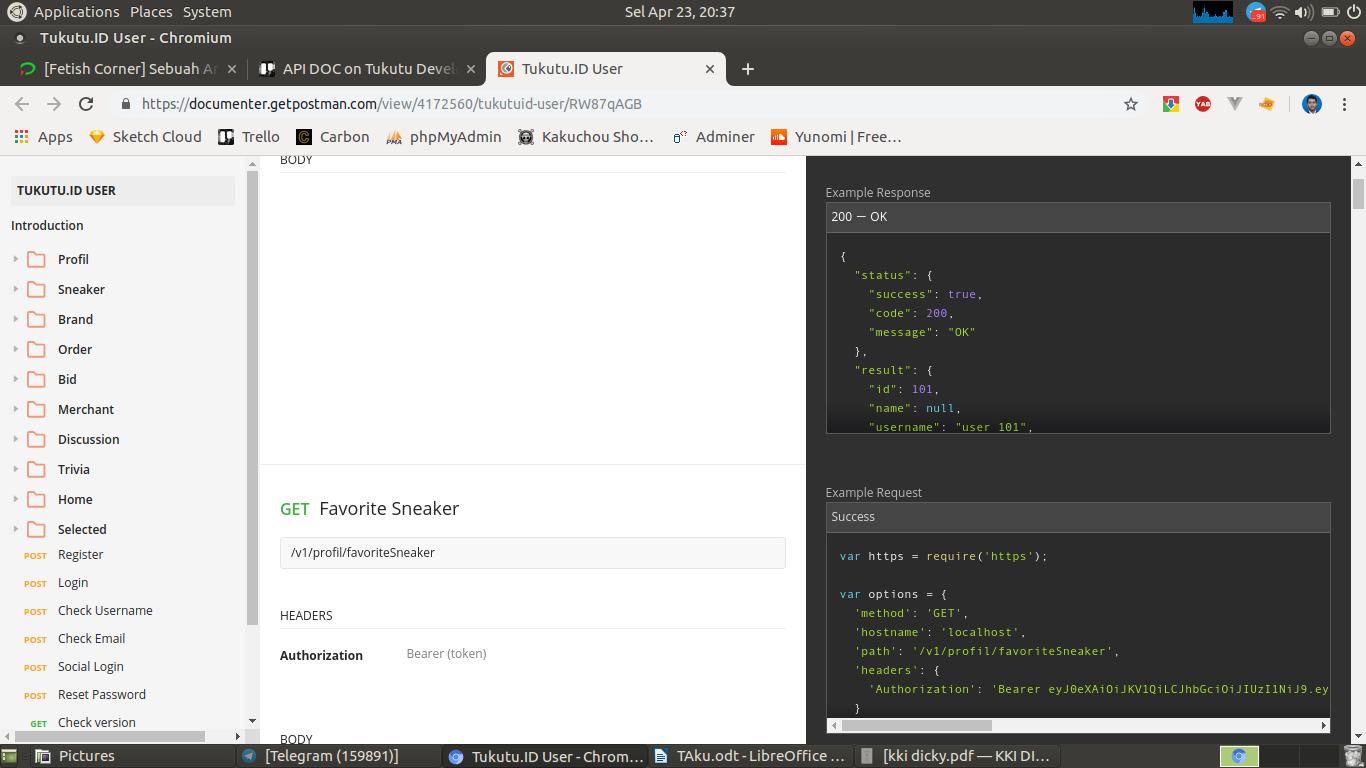 Applications Places System
Sel Apr 23, 20:37
91
Tukutu.ID User - Chromium
[Fetish Corner] Sebuah Ar
API DOC on Tukutu Devel
Tukutu.ID User
https://documenter.getpostman.com/view/4172560/tukutuid-user/RW87qAGB
YAB
Apps
Sketch Cloud
Trello
Carbon
phpMyAdmin
Kakuchou Sho...
Adminer
Yunomi | Free...
TUKUTU.ID USER
Introduction
Profil
Sneaker
Brand
Order
Bid
Merchant
Discussion
Trivia
Home
Selected
POST Register
POST Login
POST Check Username
POST Check Email
POST Social Login
POST Reset Password
GET Check version
BODY
GET Favorite Sneaker
/v1/profil/favoriteSneaker
HEADERS
Authorization Bearer (token)
BODY
Example Response
200 — OK
{
"status": {
"success": true,
"code": 200,
"message": "OK"
},
"result": {
"id": 101,
"name": null,
"username": "user 101",
Example Request
Success
var https = require('https');
var options = {
'method': 'GET',
'hostname': 'localhost',
'path': '/v1/profil/favoriteSneaker',
'headers': {
'Authorization': 'Bearer eyJ0eXAiOiJKV1QiLCJhbGciOiJIUzI1NiJ9.ey
}
Pictures
[Telegram (159891)]
Tukutu.ID User - Chrom...
TAku.odt - LibreOffice ...
[kki dicky.pdf — KKI DI...